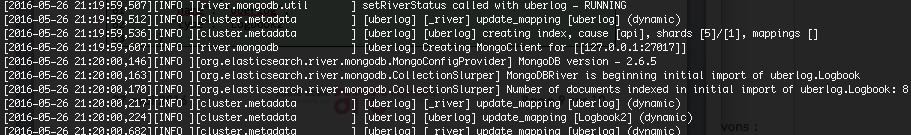 [2016-05-26 21:19:59,507][INFO ][river.mongodb.util       ] setRiverStatus called with uberlog - RUNNING
[2016-05-26 21:19:59,512][INFO ][cluster.metadata         ] [uberlog] [_river] update_mapping [uberlog] (dynamic)
[2016-05-26 21:19:59,536][INFO ][cluster.metadata         ] [uberlog] [uberlog] creating index, cause [api], shards [5]/[1], mappings []
[2016-05-26 21:19:59,607][INFO ][river.mongodb            ] [uberlog] Creating MongoClient for [[127.0.0.1:27017]]
[2016-05-26 21:20:00,146][INFO ][org.elasticsearch.river.mongodb.MongoConfigProvider] MongoDB version - 2.6.5
[2016-05-26 21:20:00,163][INFO ][org.elasticsearch.river.mongodb.CollectionSlurper] MongoDBRiver is beginning initial import of uberlog.Logbook
[2016-05-26 21:20:00,170][INFO ][org.elasticsearch.river.mongodb.CollectionSlurper] Number of documents indexed in initial import of uberlog.Logbook: 8
[2016-05-26 21:20:00,217][INFO ][cluster.metadata         ] [uberlog] [_river] update_mapping [uberlog] (dynamic)
[2016-05-26 21:20:00,224][INFO ][cluster.metadata         ] [uberlog] [uberlog] update_mapping [Logbook2] (dynamic)
[2016-05-26 21:20:00,682][INFO ][cluster.metadata         ] [uberlog] [_river] update_mapping [uberlog] (dynamic)
vons :